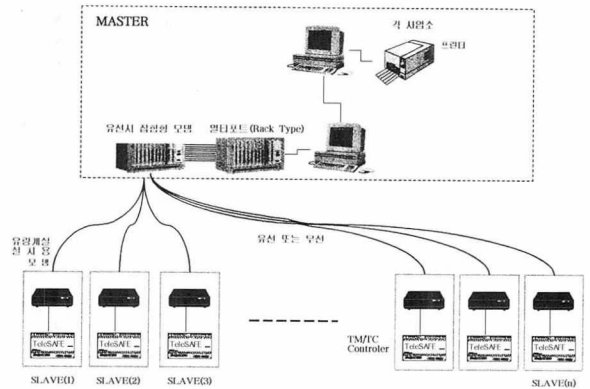 MASTER
각 사업소
프린터
유선시 집합형 모뎀
멀티포트(Rack Type)
유량계실
설치용
모뎀
유선 또는 무선
TeleSAFE
TeleSAFE
TeleSAFE
TM/TC
Controler
TeleSAFE
TeleSAFE
TeleSAFE
SLAVE(1)
SLAVE(2)
SLAVE(3)
SLAVE(n)